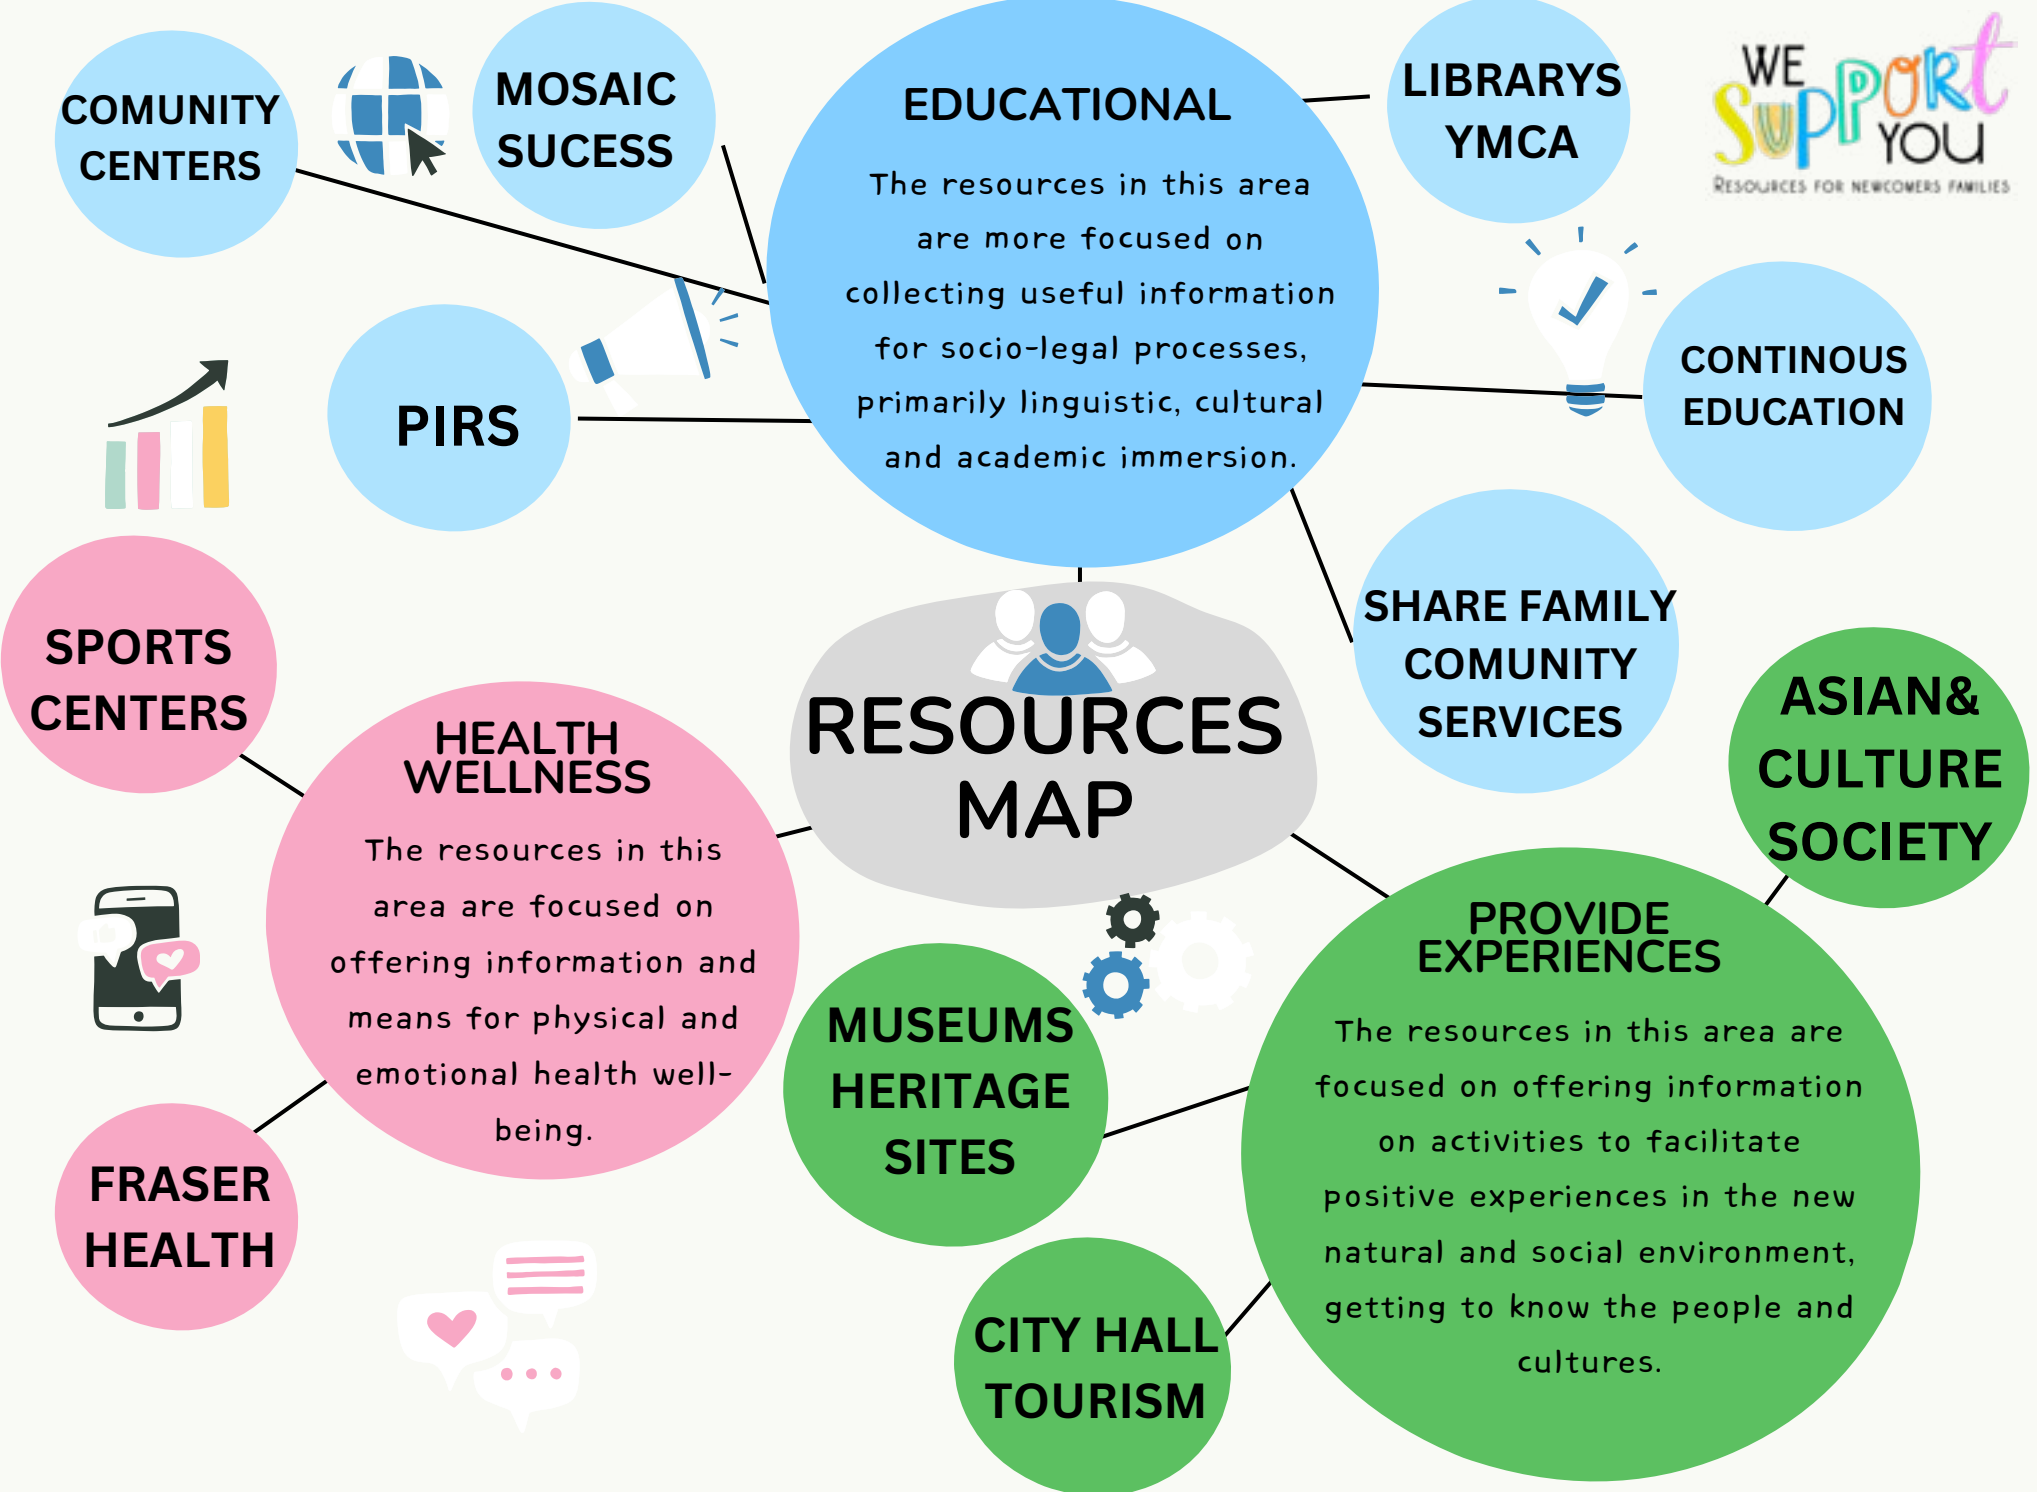 COMUNITY
CENTERS
MOSAIC
SUCESS
EDUCATIONAL
The resources in this area
are more focused on
collecting useful information
for socio-legal processes,
primarily linguistic, cultural
and academic immersion.
LIBRARYS
YMCA
WE
SUPPORT
YOU
RESOURCES FOR NEWCOMERS FAMILIES
PIRS
CONTINOUS
EDUCATION
SHARE FAMILY
COMUNITY
SERVICES
RESOURCES
MAP
SPORTS
CENTERS
HEALTH
WELLNESS
The resources in this
area are focused on
offering information and
means for physical and
emotional health well-
being.
FRASER
HEALTH
ASIAN&
CULTURE
SOCIETY
PROVIDE
EXPERIENCES
The resources in this area are
focused on offering information
on activities to facilitate
positive experiences in the new
natural and social environment,
getting to know the people and
cultures.
MUSEUMS
HERITAGE
SITES
CITY HALL
TOURISM